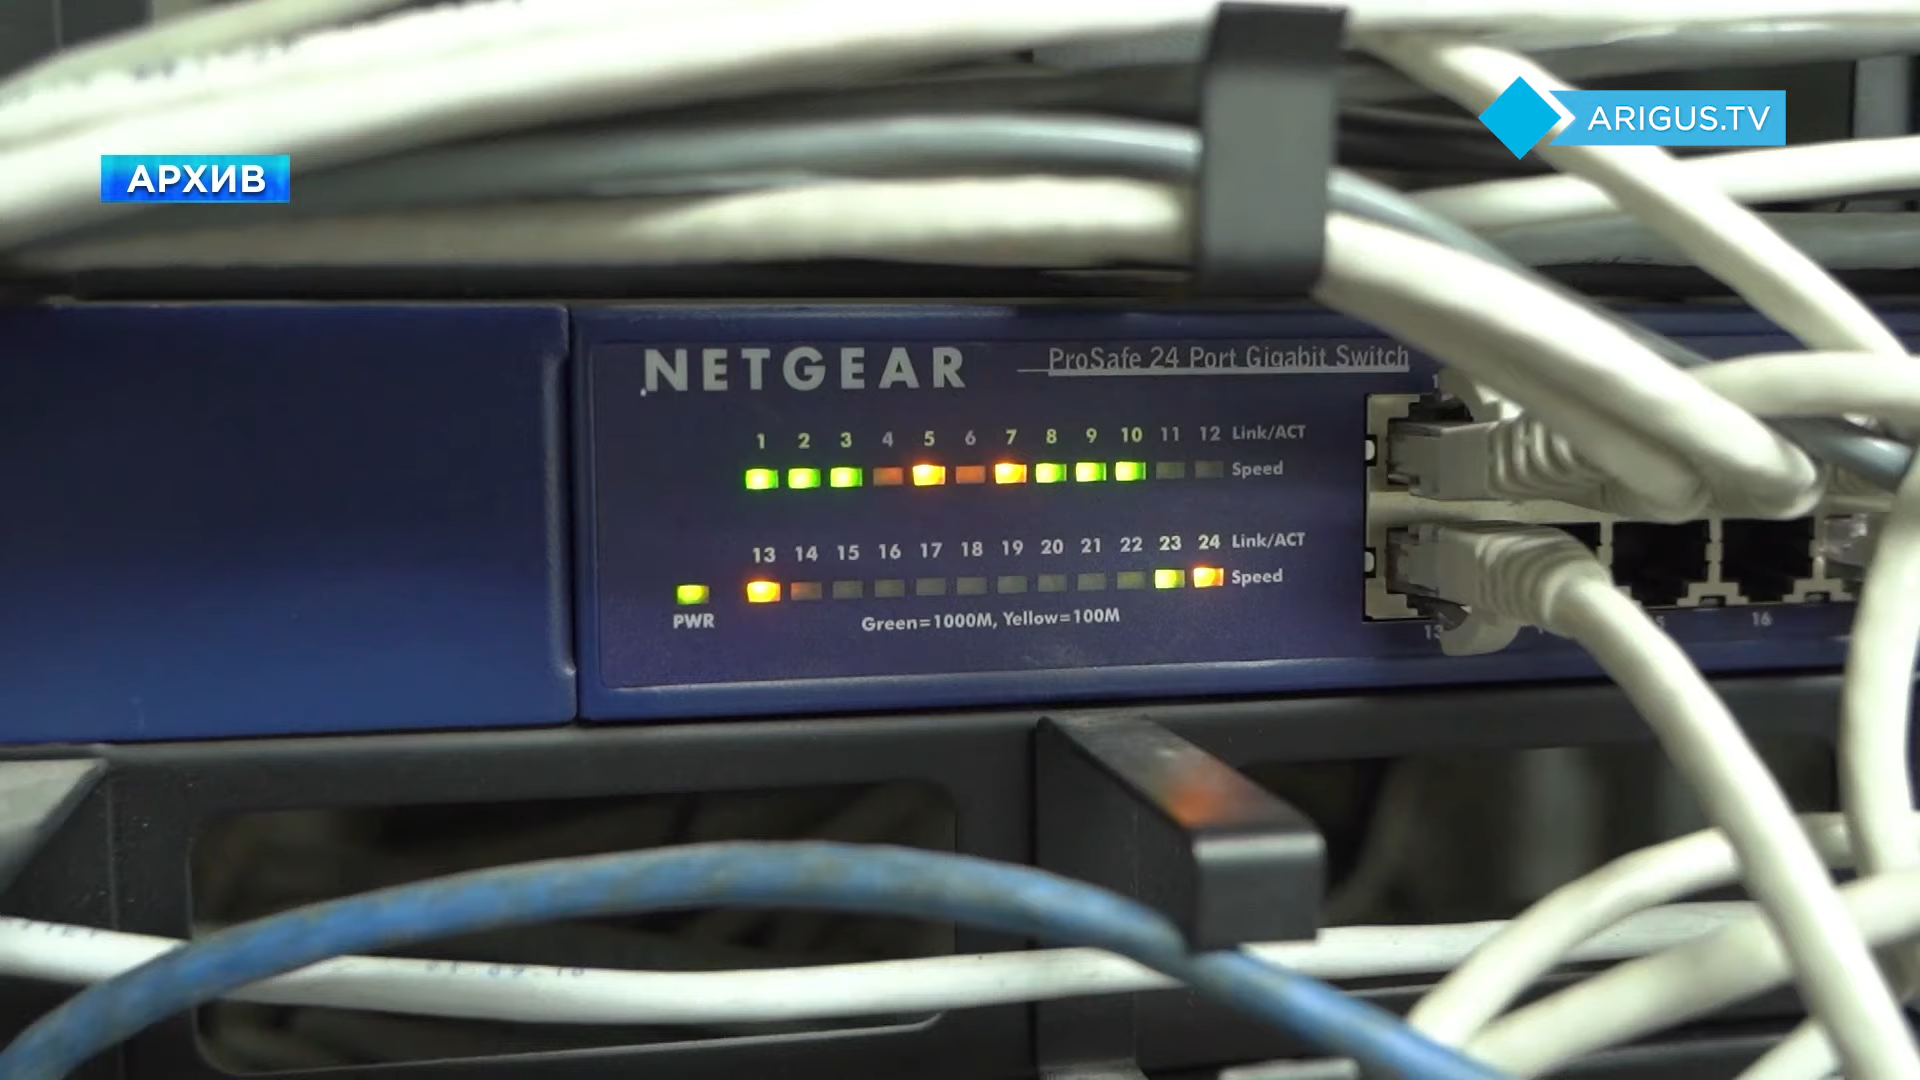 ARIGUS.TV
АРХИВ
NETGEAR
ProSafe 24 Port Gigabit Switch
1 2 3 4 5 6 7 8 9 10 11 12 Link/ACT
Speed
13 14 15 16 17 18 19 20 21 22 23 24 Link/ACT
Speed
PWR
Green=1000M, Yellow=100M
13
16